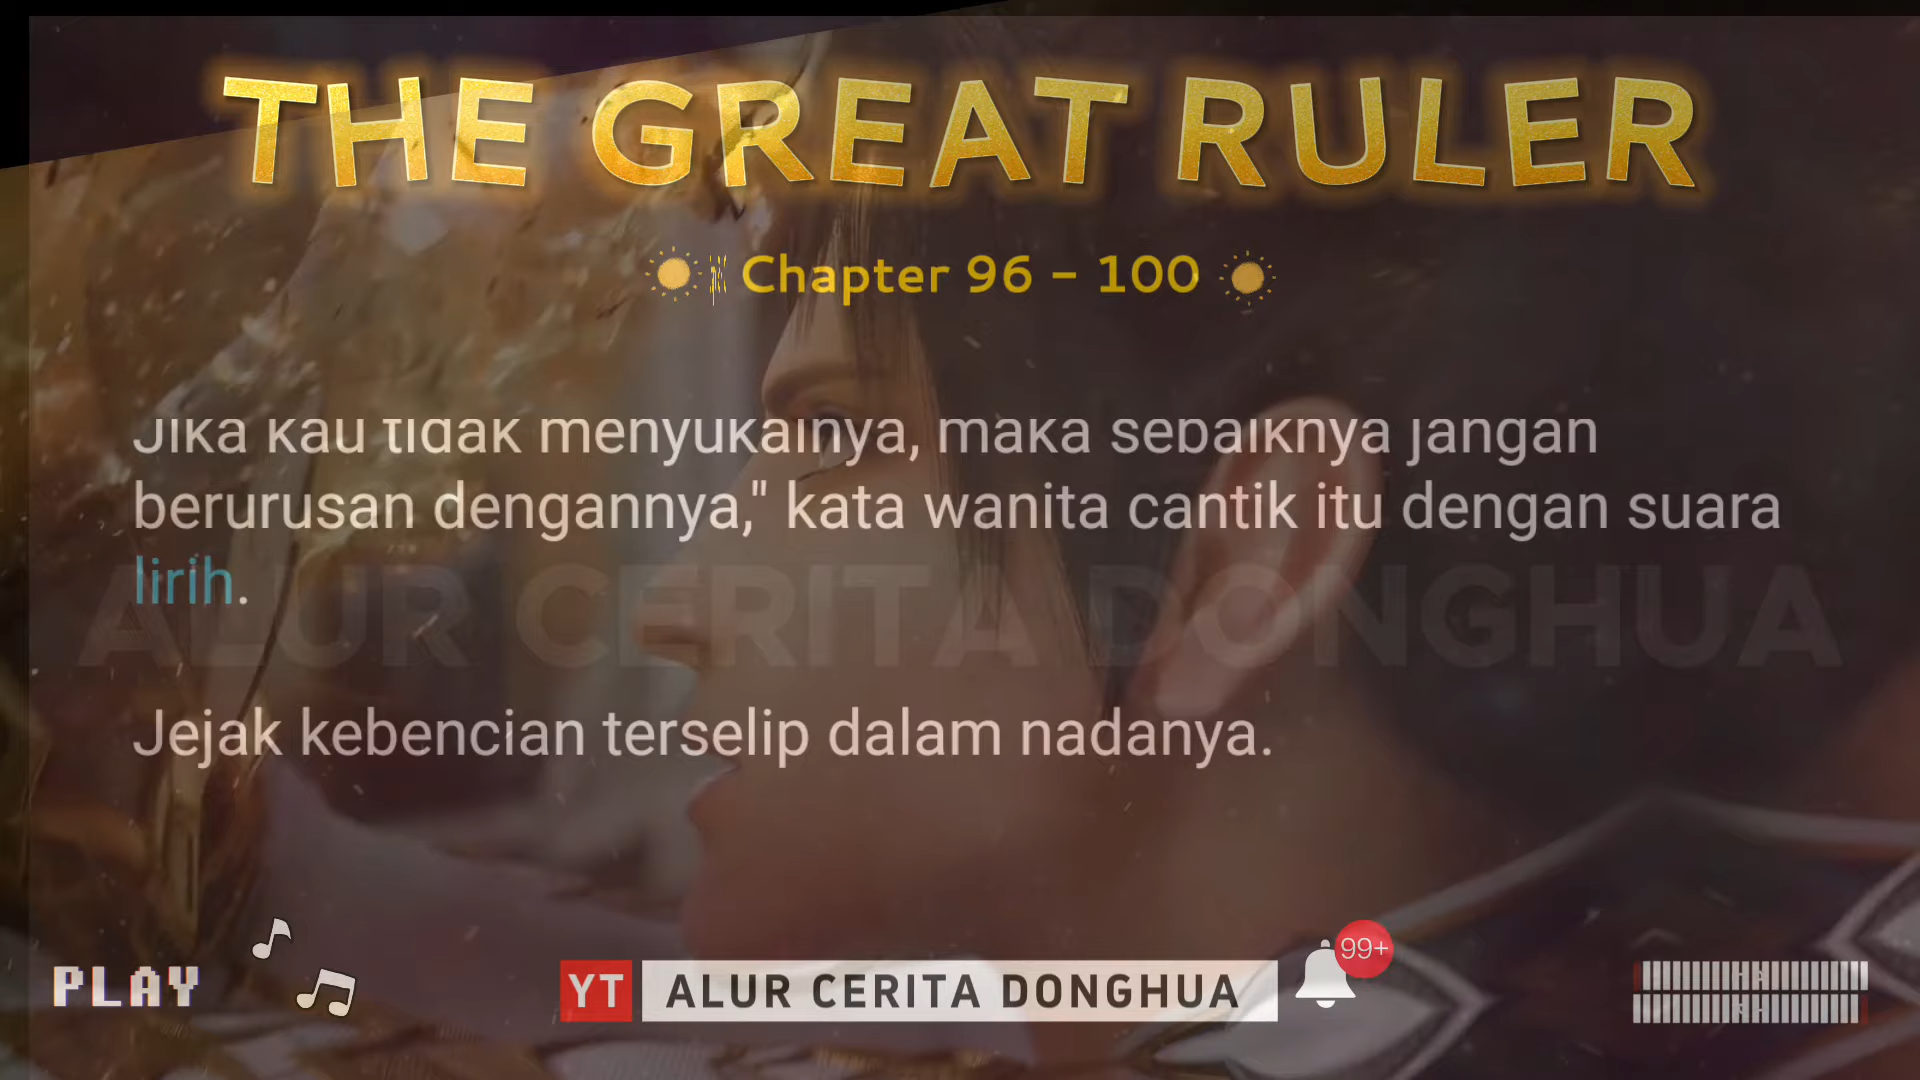 THE GREAT RULER
Chapter 96 - 100
Jika kau tidak menyukainya, maka sebaiknya jangan
berurusan dengannya," kata wanita cantik itu dengan suara
lirih.
ALUR CERITA DONGHUA
Jejak kebencian terselip dalam nadanya.
PLAY
YT ALUR CERITA DONGHUA
99+